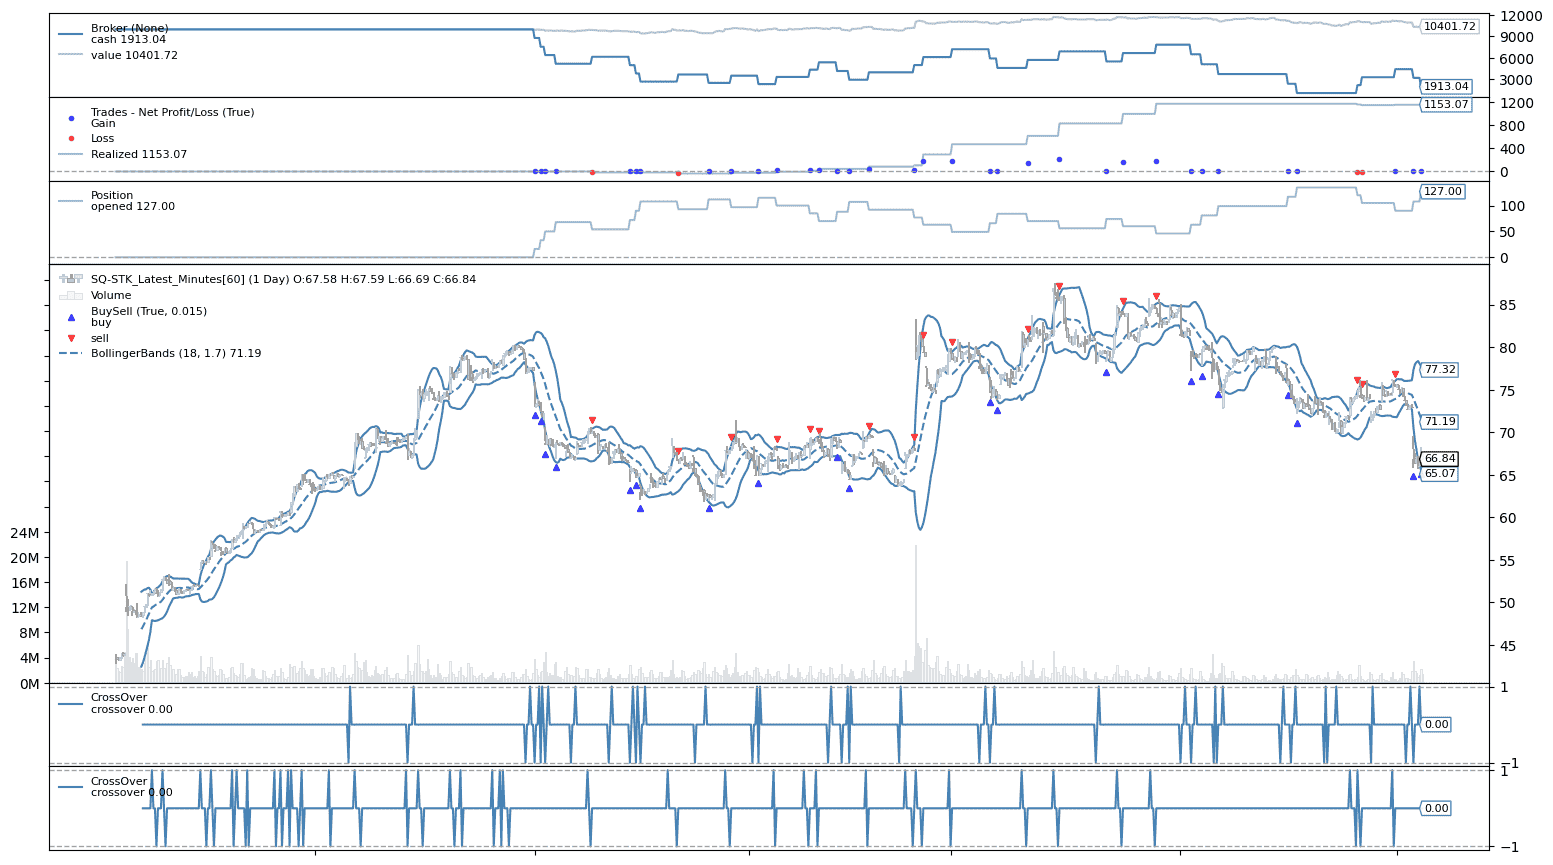 Broker (None)
cash 1913.04
value 10401.72
12000
9000
6000
3000
10401.72
1913.04
Trades - Net Profit/Loss (True)
Gain
Loss
Realized 1153.07
1200
800
400
0
1153.07
Position
opened 127.00
127.00
100
50
0
SQ-STK_Latest_Minutes[60] (1 Day) O:67.58 H:67.59 L:66.69 C:66.84
Volume
BuySell (True, 0.015)
buy
sell
BollingerBands (18, 1.7) 71.19
85
80
75
70
65
60
55
50
45
77.32
71.19
66.84
65.07
24M
20M
16M
12M
8M
4M
0M
CrossOver
crossover 0.00
1
0.00
−1
CrossOver
crossover 0.00
1
0.00
−1